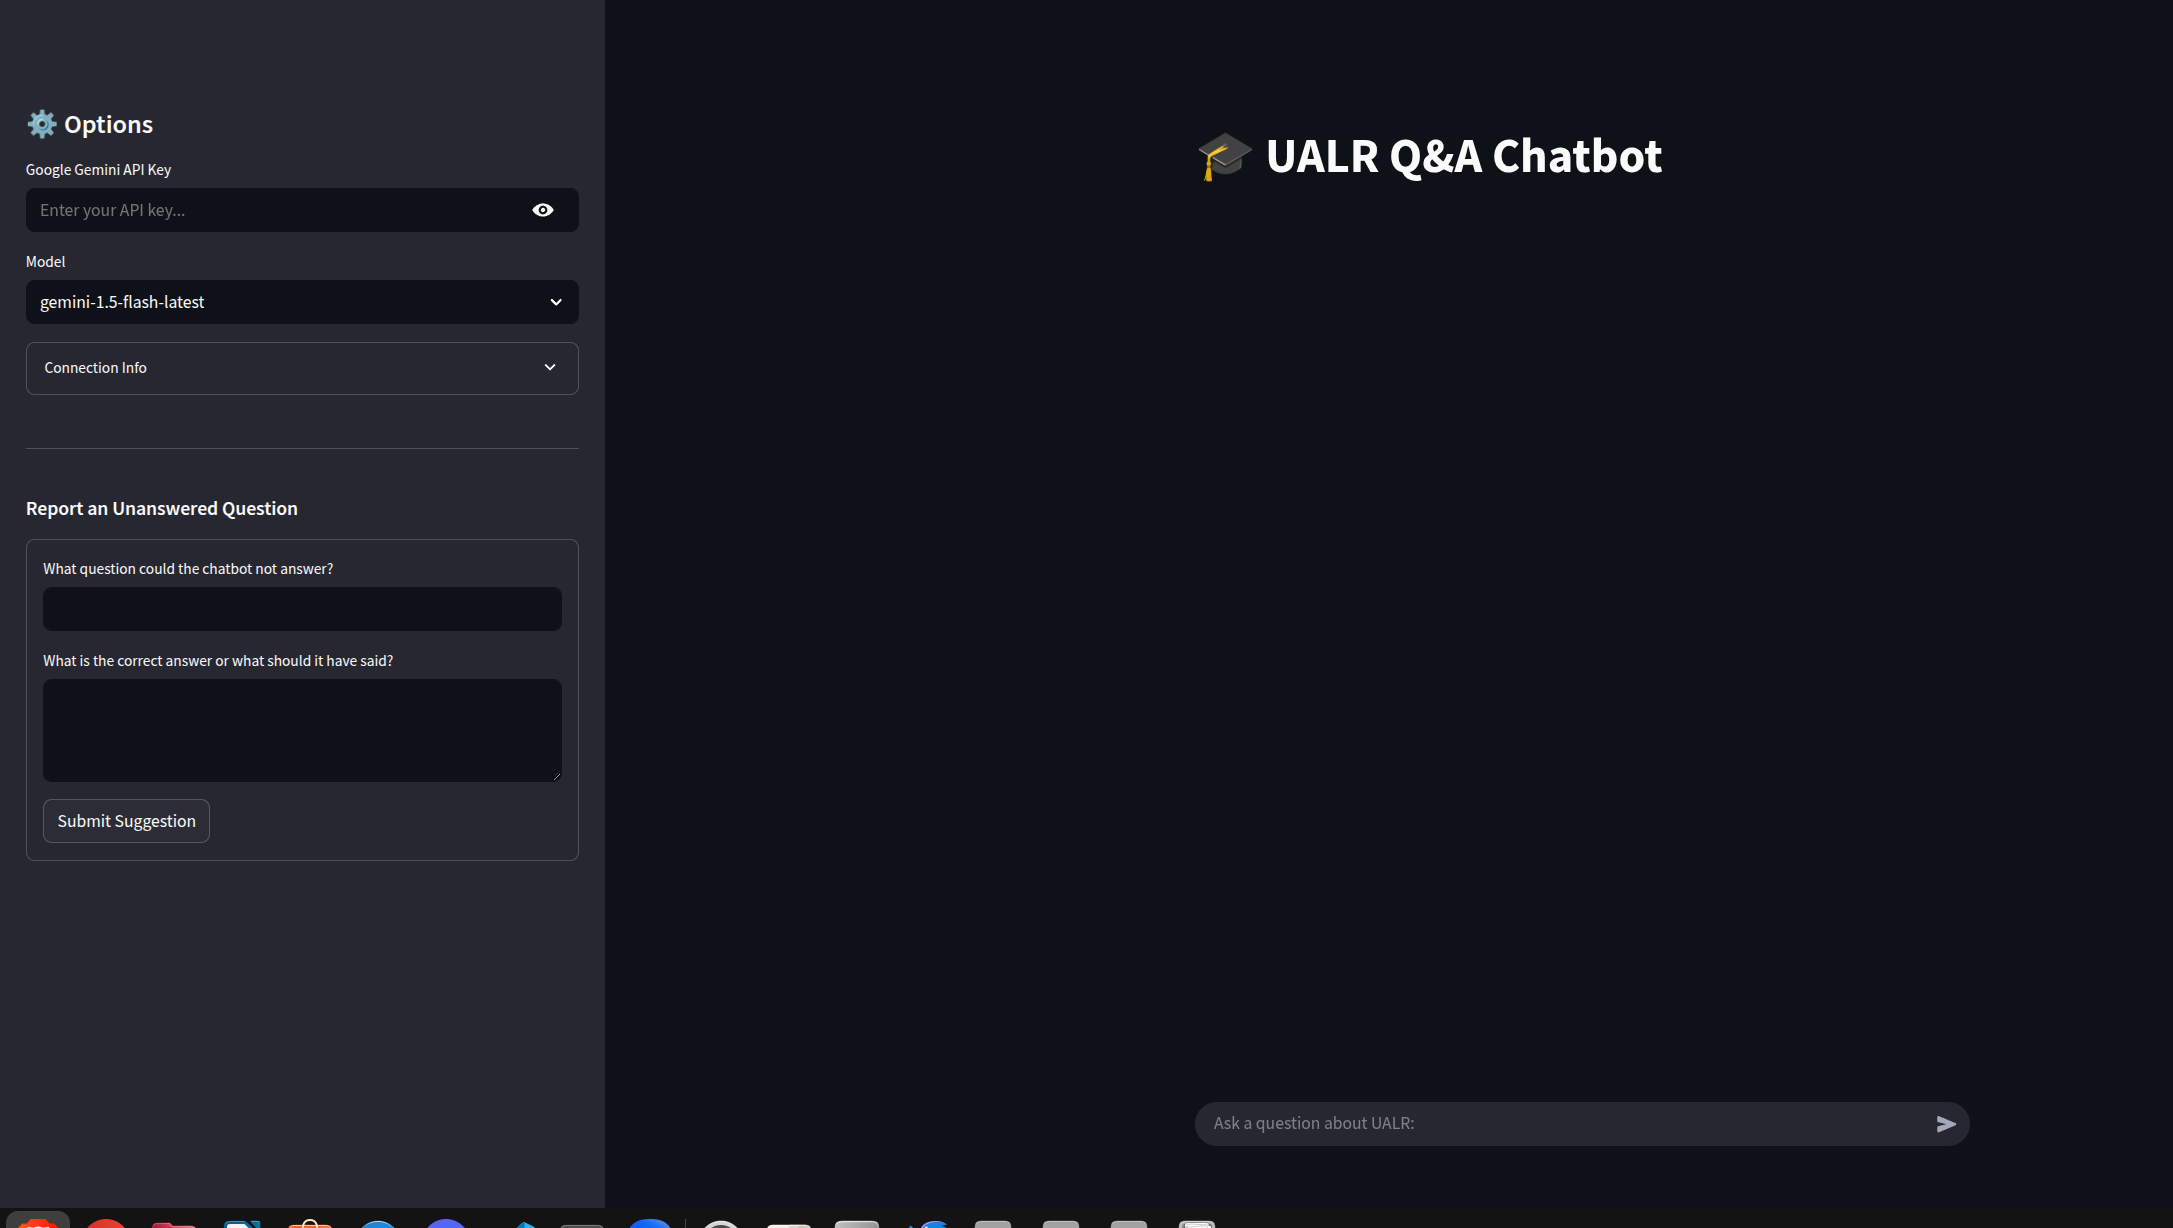 Options
Google Gemini API Key
Enter your API key...
Model
gemini-1.5-flash-latest
Connection Info
Report an Unanswered Question
What question could the chatbot not answer?
What is the correct answer or what should it have said?
Submit Suggestion
UALR Q&A Chatbot
Ask a question about UALR: